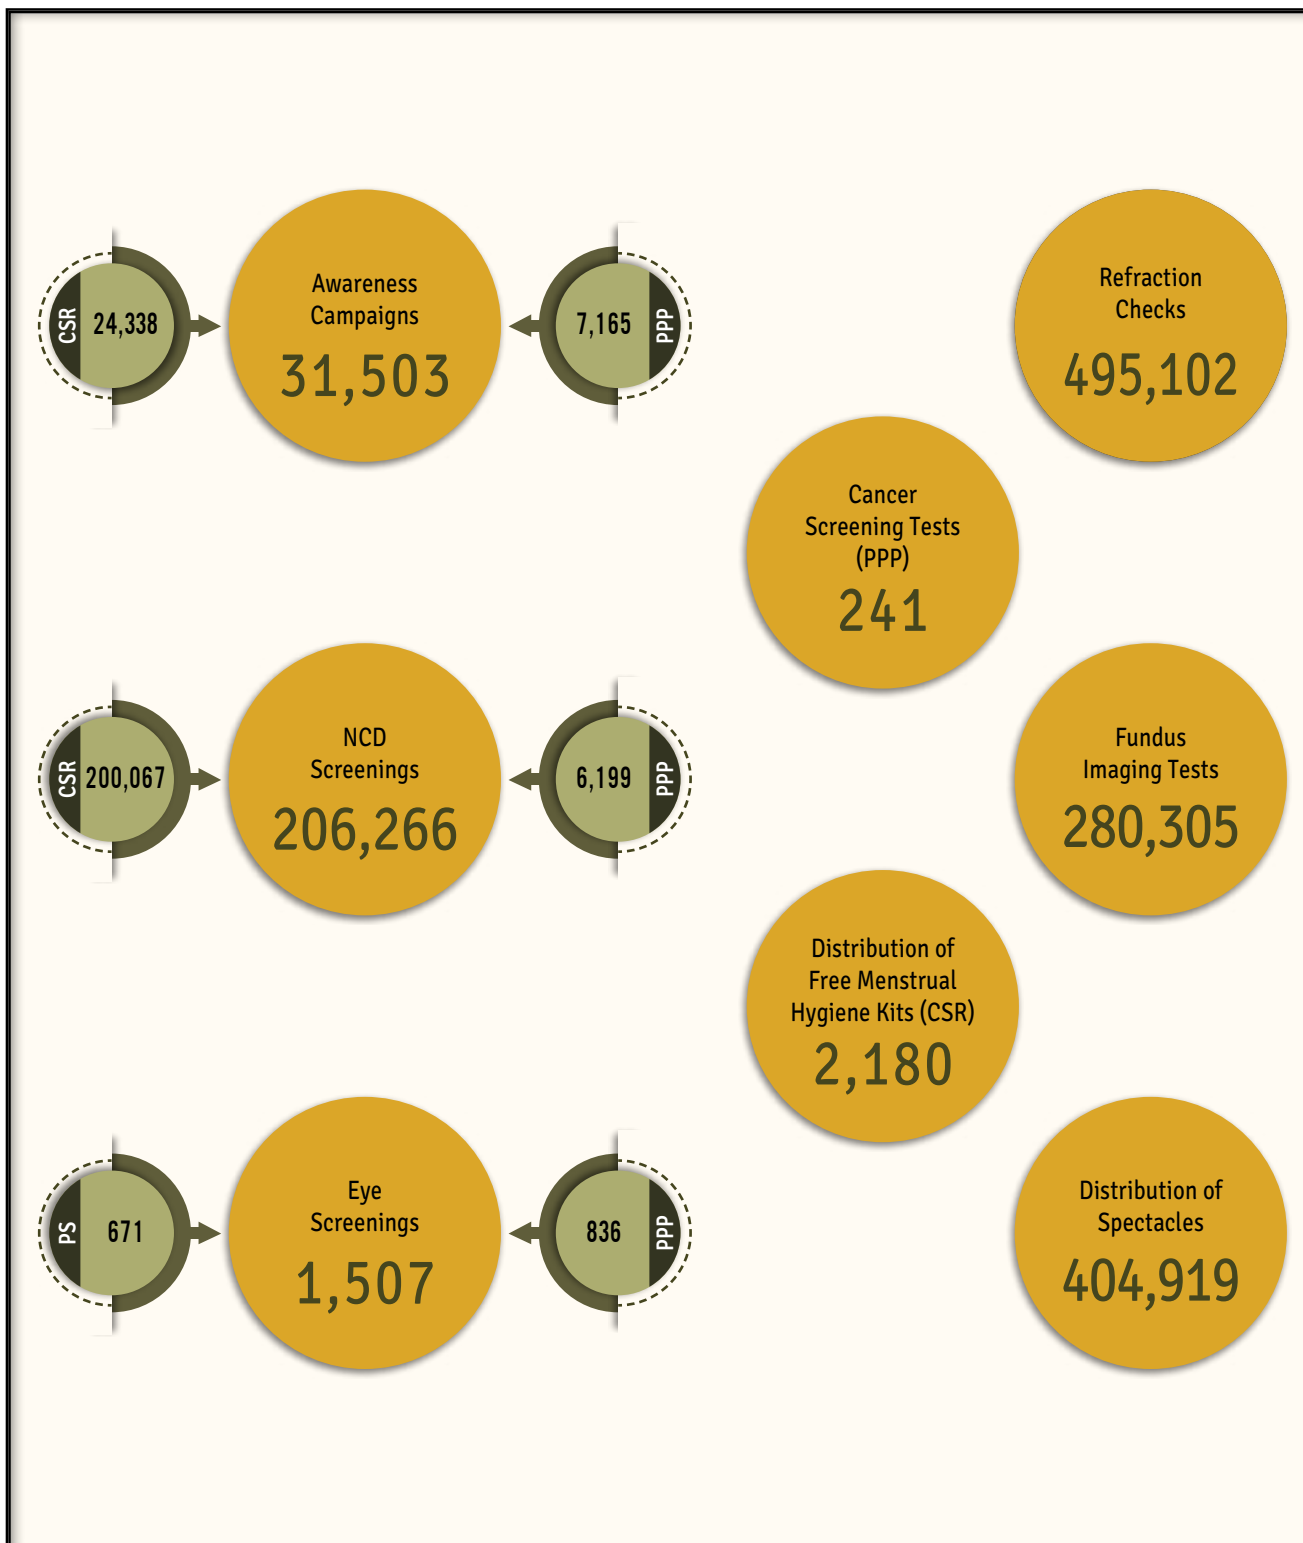 CSR
24,338
Awareness
Campaigns
31,503
7,165
PPP
Refraction
Checks
495,102
Cancer
Screening Tests
(PPP)
241
CSR
200,067
NCD
Screenings
206,266
6,199
PPP
Fundus
Imaging Tests
280,305
Distribution of
Free Menstrual
Hygiene Kits (CSR)
2,180
PS
671
Eye
Screenings
1,507
836
PPP
Distribution of
Spectacles
404,919